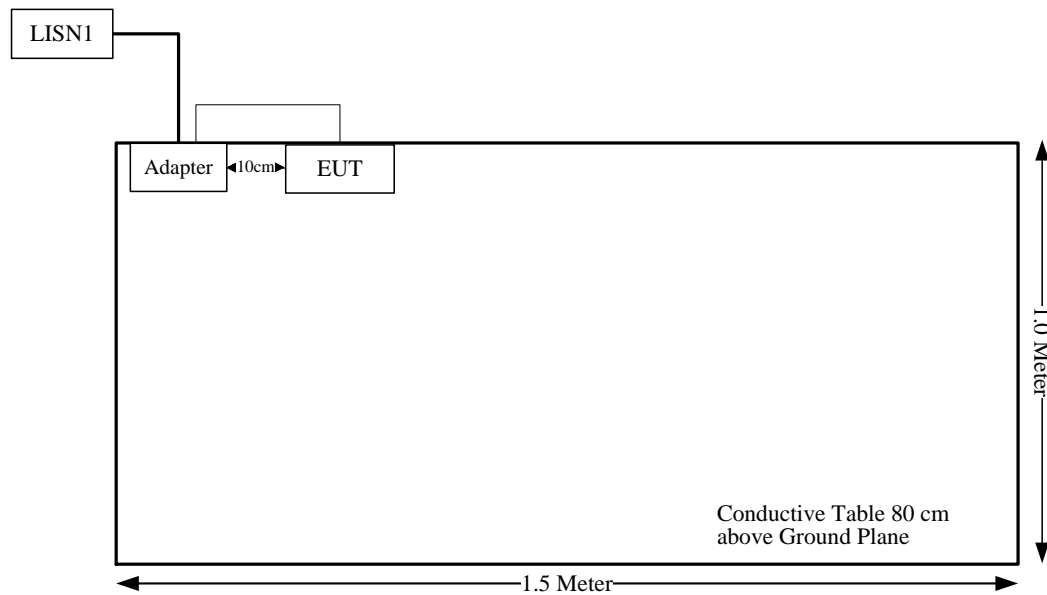 LISN1
Adapter
10cm
EUT
1.0 Meter
Conductive Table 80 cm
above Ground Plane
1.5 Meter